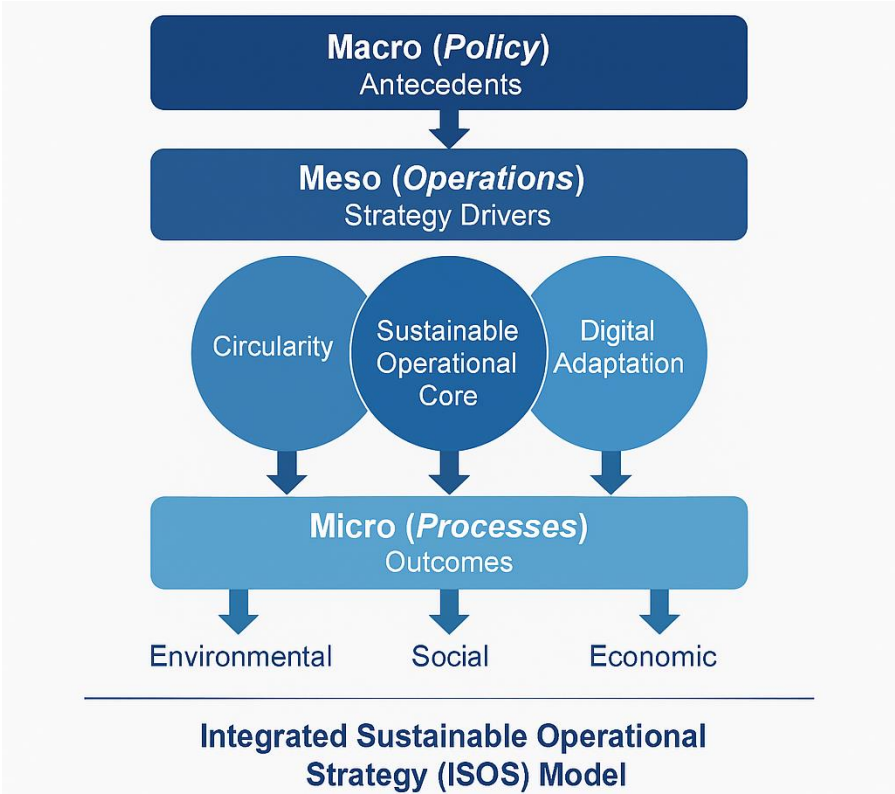 Macro (Policy)
Antecedents
Meso (Operations)
Strategy Drivers
Circularity
Sustainable
Operational
Core
Digital
Adaptation
Micro (Processes)
Outcomes
Environmental
Social
Economic
Integrated Sustainable Operational
Strategy (ISOS) Model